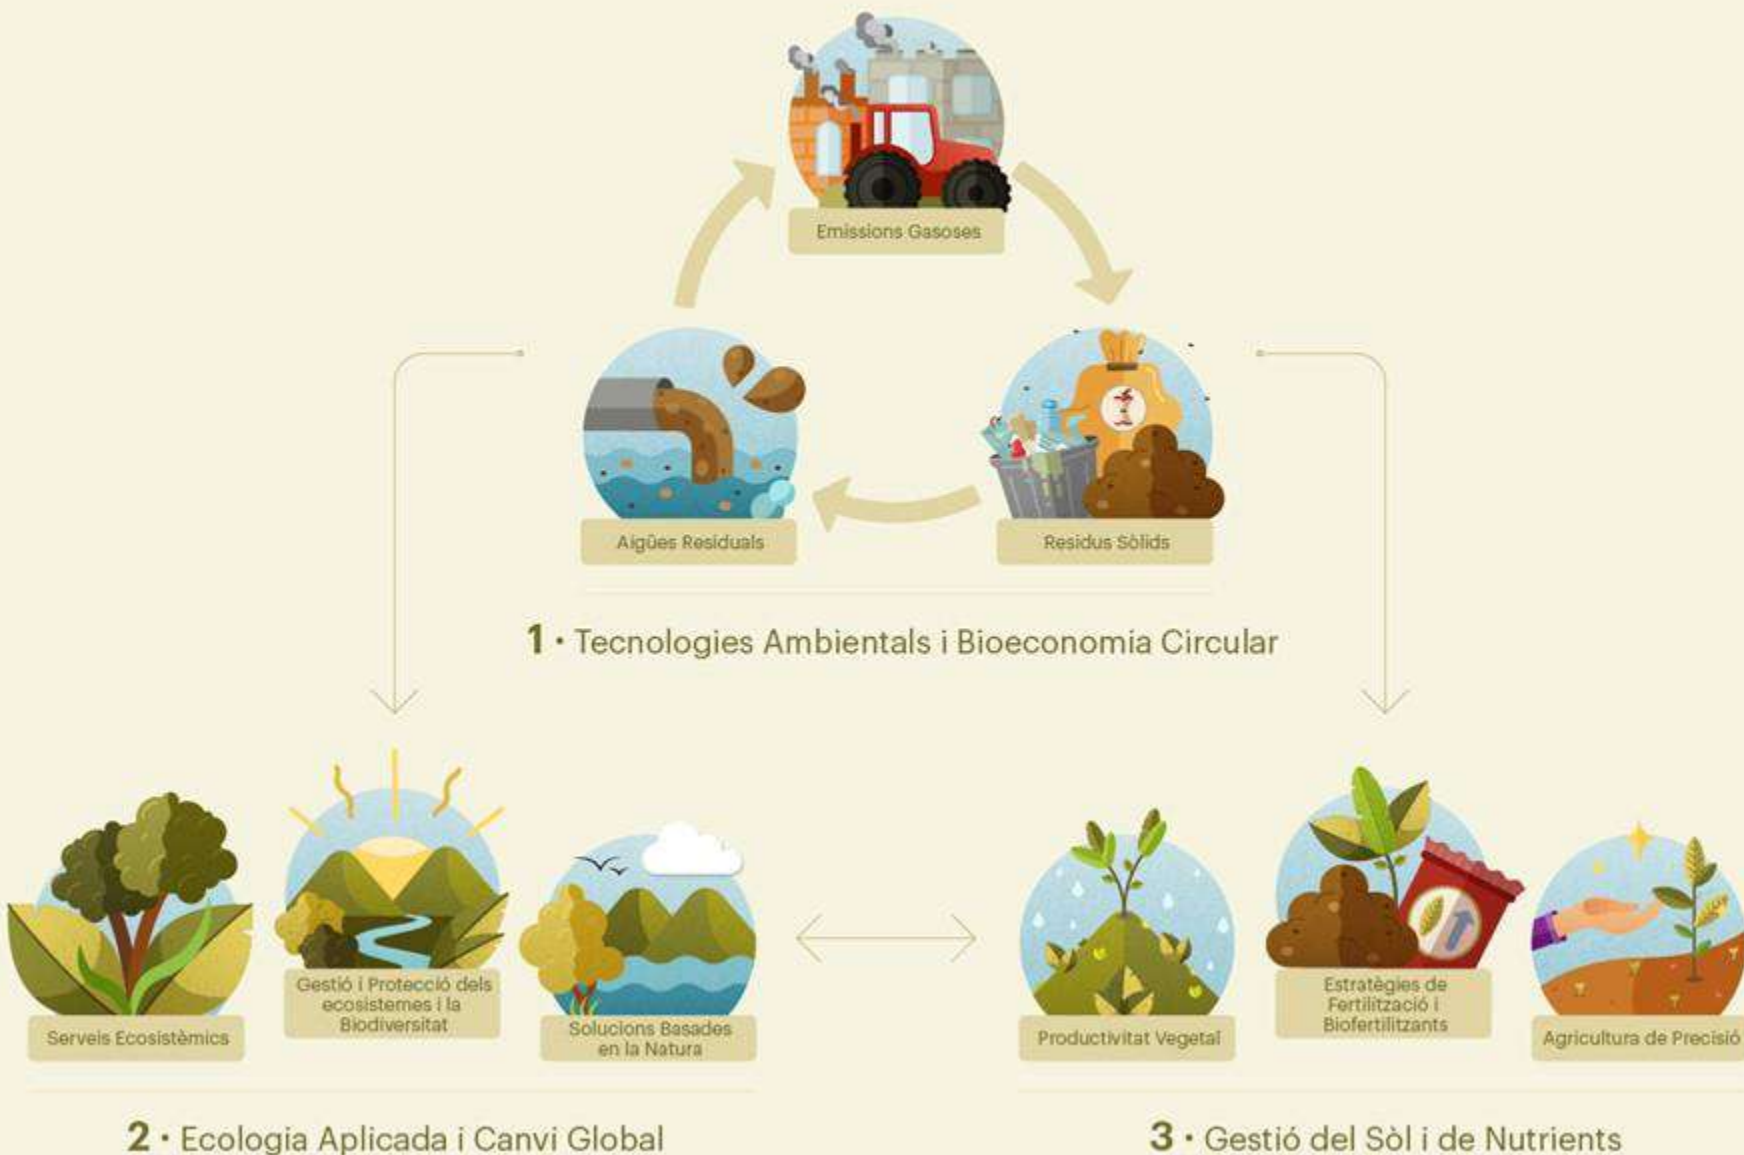 Emissions Gasoses
Aigües Residuals
Residus Sòlids
1 · Tecnologies Ambientals i Bioeconomia Circular
Serveis Ecosistèmics
Gestió i Protecció dels
ecosistemes i la
Biodiversitat
Solucions Basades
en la Natura
Productivitat Vegetal
Estratègies de
Fertilització i
Biofertilitzants
Agricultura de Precisió
2 · Ecologia Aplicada i Canvi Global
3 · Gestió del Sòl i de Nutrients